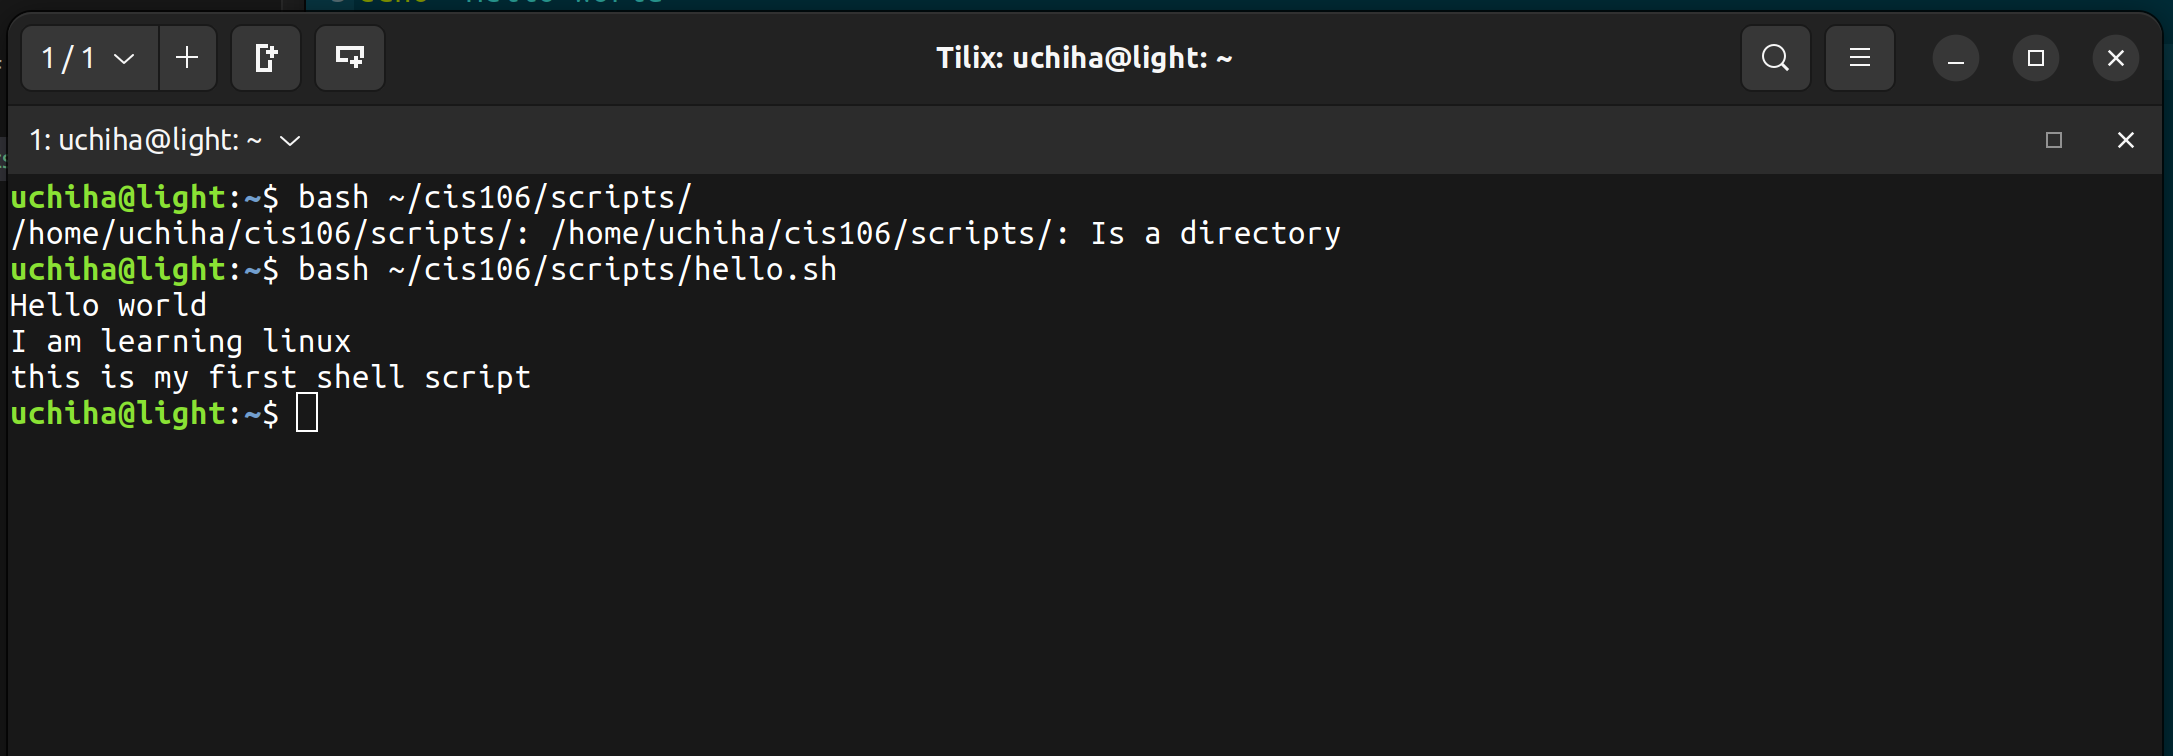 1 / 1
Tilix: uchiha@light: ~
1: uchiha@light: ~
uchiha@light:~$ bash ~/cis106/scripts/
/home/uchiha/cis106/scripts/: /home/uchiha/cis106/scripts/: Is a directory
uchiha@light:~$ bash ~/cis106/scripts/hello.sh
Hello world
I am learning linux
this is my first shell script
uchiha@light:~$